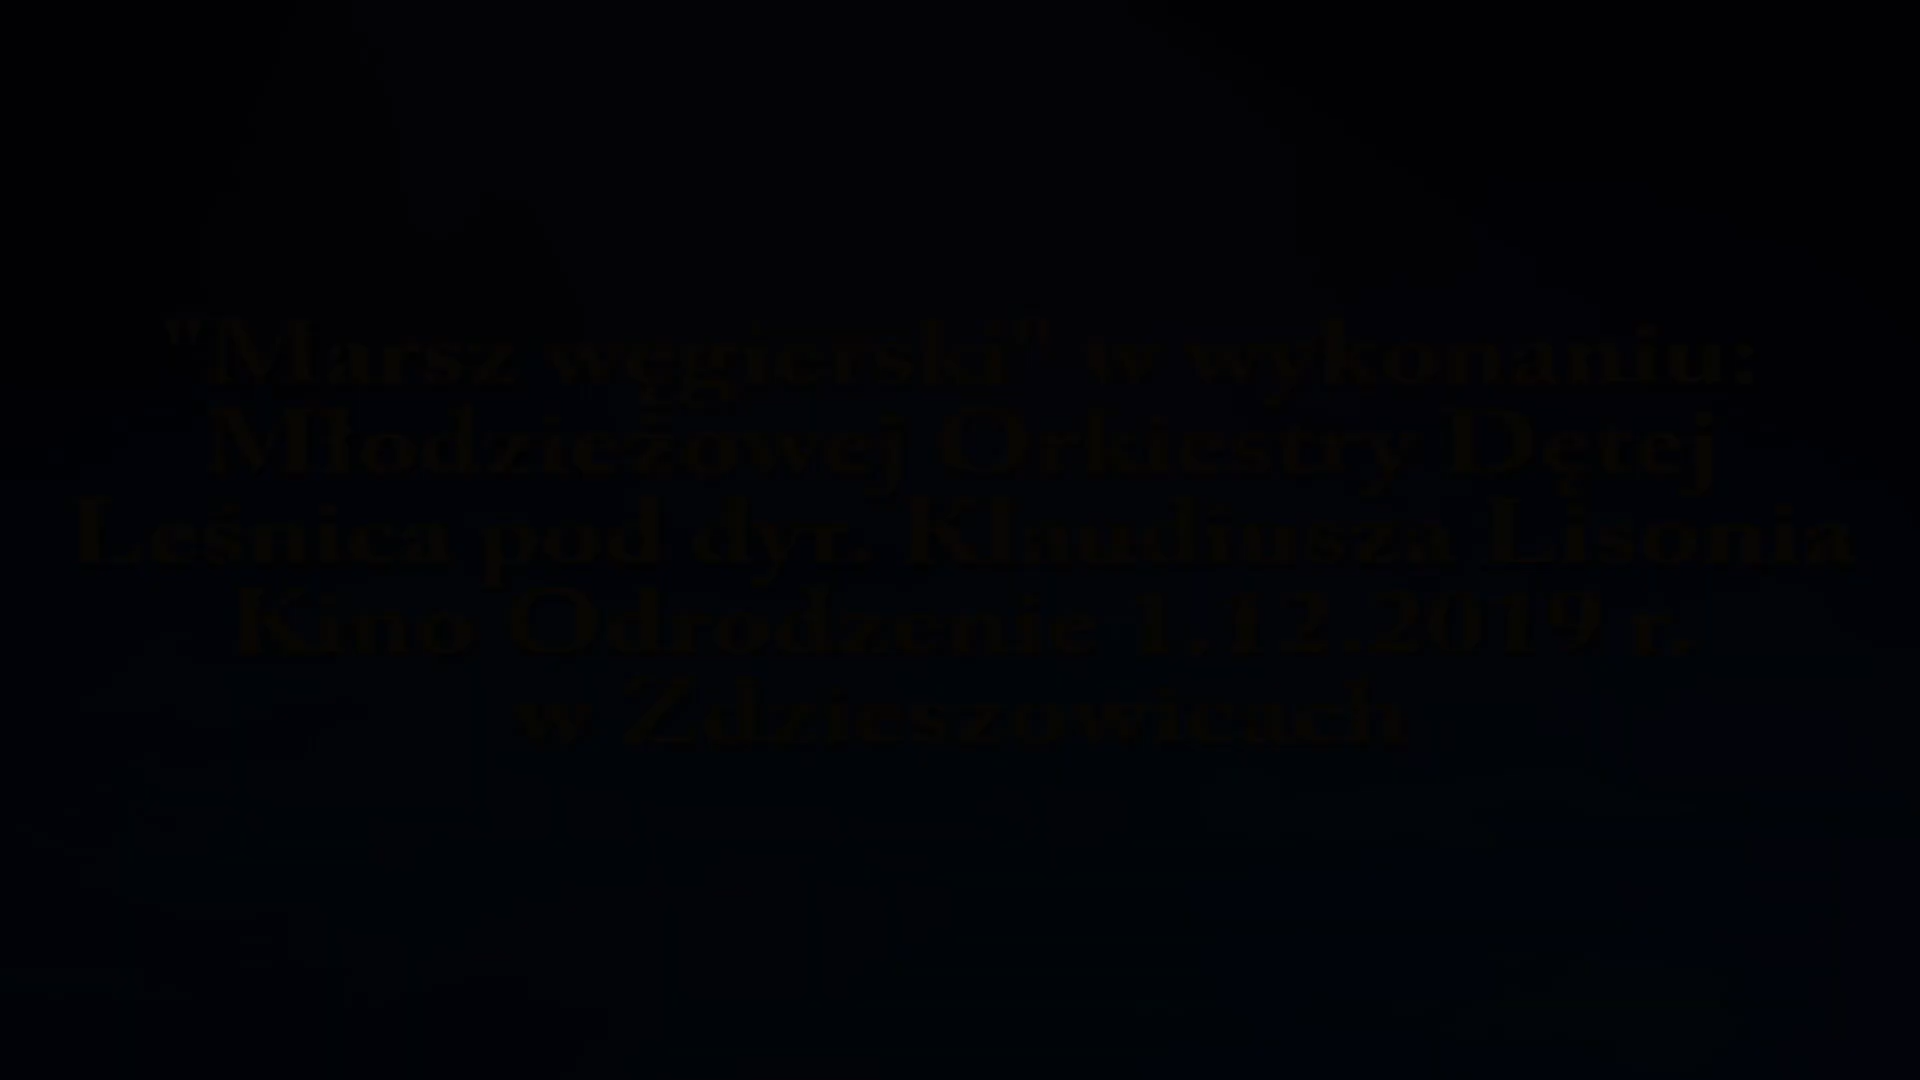 "Marsz węgierski" w wykonaniu:
Młodzieżowej Orkiestry Dętej
Leśnica pod dyr. Klaudiusza Lisonia
Kino Odrodzenie 1.12.2019 r.
w Zdzieszowicach